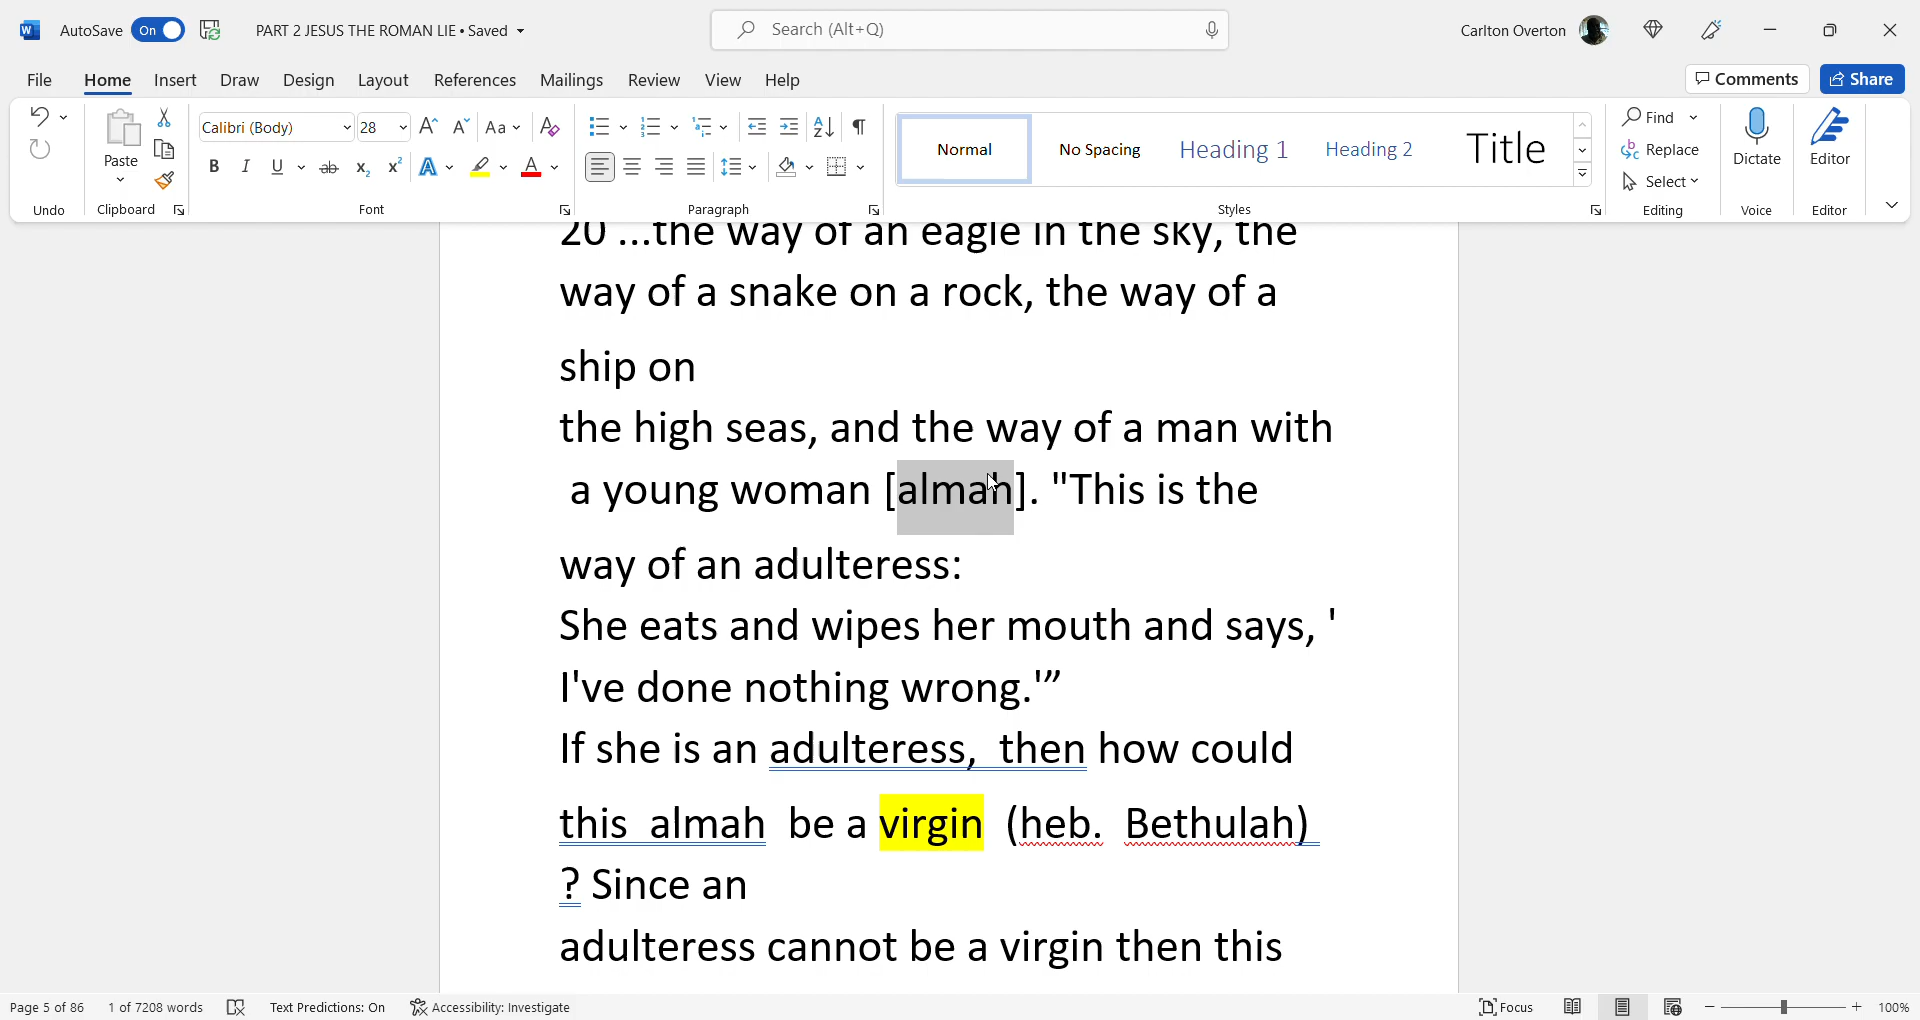 AutoSave On PART 2 JESUS THE ROMAN LIE • Saved Search (Alt+Q) Carlton Overton
File Home Insert Draw Design Layout References Mailings Review View Help Comments Share
Paste
Calibri (Body) 28 Aa
B I U ab x2 x2 A A
Normal No Spacing Heading 1 Heading 2 Title
Find
Replace
Select
Dictate Editor
Undo Clipboard Font Paragraph Styles Editing Voice Editor
20 ...the way of an eagle in the sky, the
way of a snake on a rock, the way of a
ship on
the high seas, and the way of a man with
a young woman [almah]. "This is the
way of an adulteress:
She eats and wipes her mouth and says, '
I've done nothing wrong.'”
If she is an adulteress, then how could
this almah be a virgin (heb. Bethulah)
? Since an
adulteress cannot be a virgin then this
Page 5 of 86 1 of 7208 words Text Predictions: On Accessibility: Investigate Focus 100%